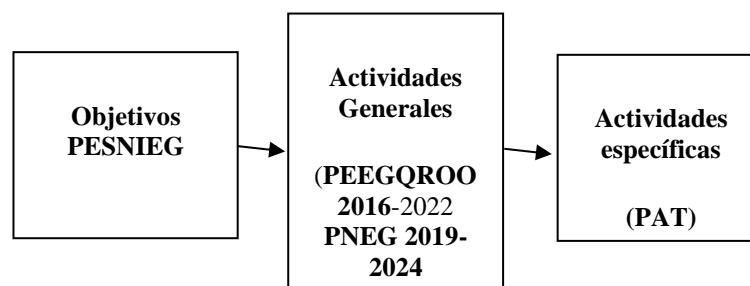 Objetivos
PESNIEG
Actividades
Generales
(PEEGQROO
2016-2022
PNEG 2019-
2024
Actividades
específicas
(PAT)